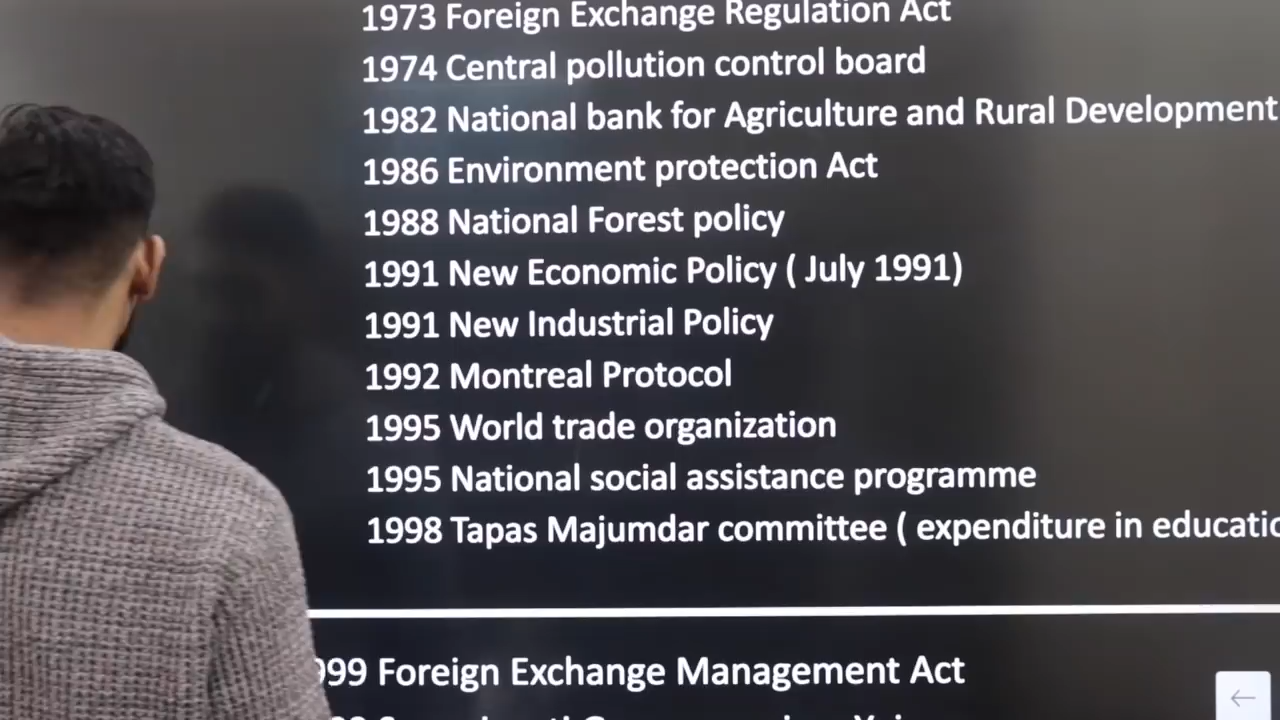 1973 Foreign Exchange Regulation Act
1974 Central pollution control board
1982 National bank for Agriculture and Rural Development
1986 Environment protection Act
1988 National Forest policy
1991 New Economic Policy ( July 1991)
1991 New Industrial Policy
1992 Montreal Protocol
1995 World trade organization
1995 National social assistance programme
1998 Tapas Majumdar committee ( expenditure in educatio
999 Foreign Exchange Management Act